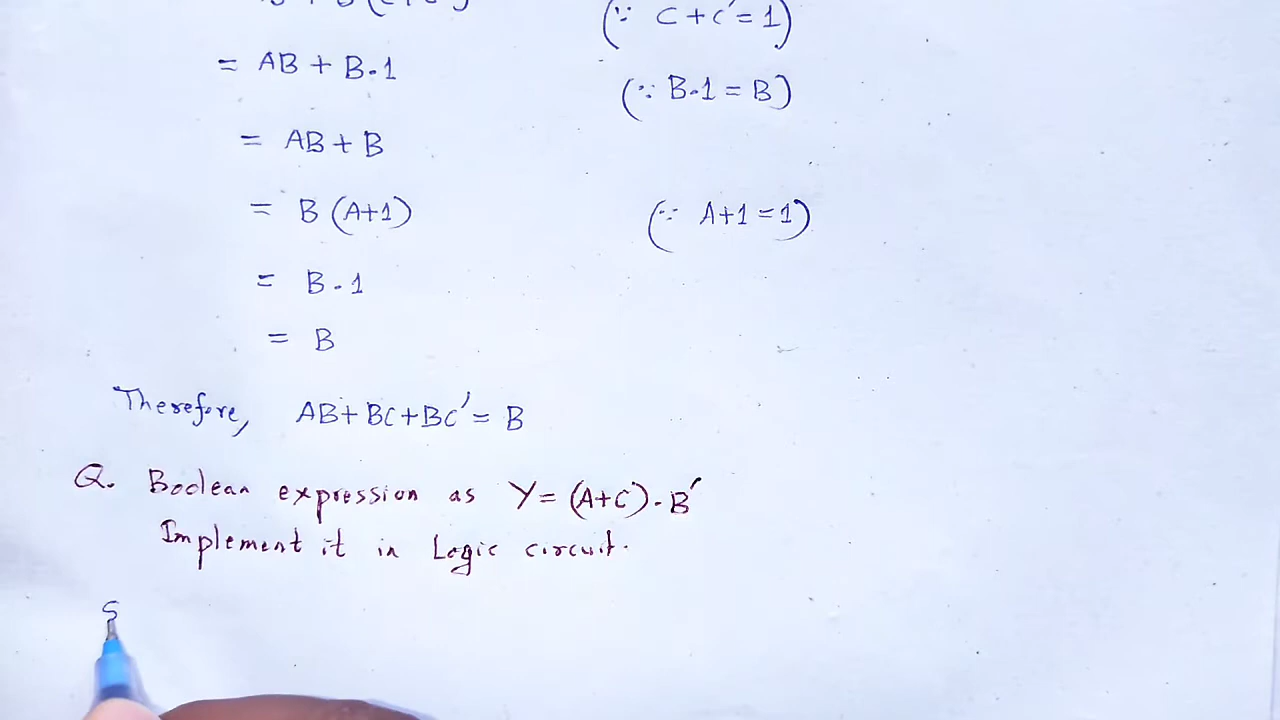 (∵ C+C'=1)
= AB + B.1
(∵ B.1 = B)
= AB + B
= B (A+1)
(∵ A+1 = 1)
= B.1
= B
Therefore, AB+BC+BC' = B
Q. Boolean expression as Y = (A+C).B'
Implement it in Logic circuit.
S